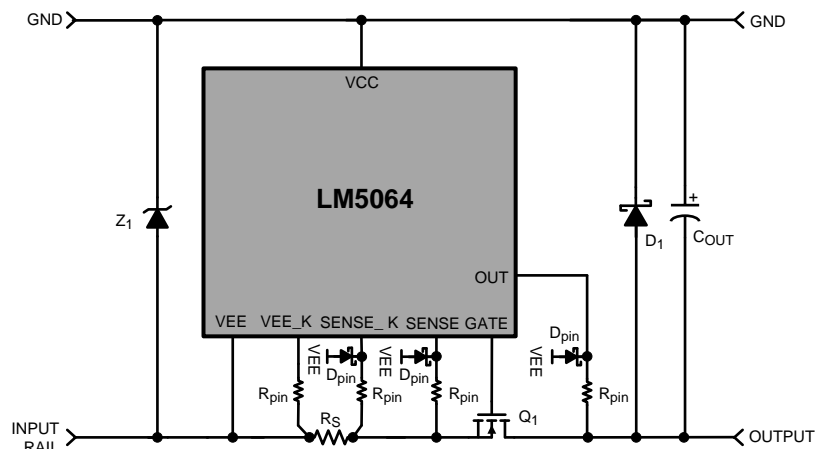 GND
GND
VCC
LM5064
Z1
D1
+
COUT
OUT
VEE
VEE_K
SENSE_ K
SENSE
GATE
VEE
Dpin
VEE
Dpin
VEE
Dpin
Rpin
Rpin
Rpin
Rpin
RS
Q1
INPUT
RAIL
OUTPUT